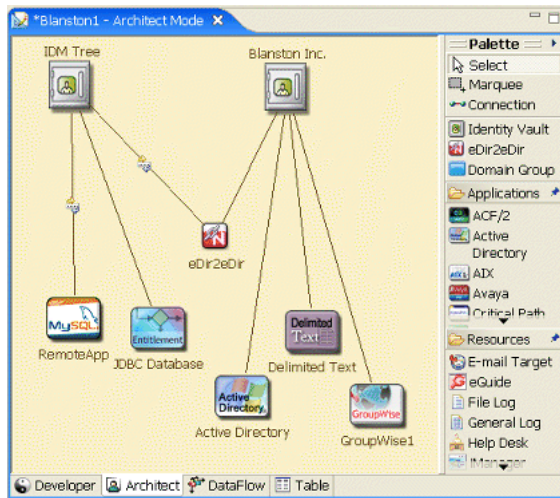 *Blanston1 - Architect Mode
Palette
IDM Tree
Blanston Inc.
Select
Marquee
Connection
Identity Vault
eDir2eDir
Domain Group
Applications
ACF/2
Active
Directory
AIX
Avaya
Critical Path
Resources
E-mail Target
eGuide
File Log
General Log
Help Desk
iManager
eDir2eDir
MySQL
RemoteApp
Entitlement
JDBC Database
Delimited
Text
Delimited Text
Active
Directory
Active Directory
GroupWise
GroupWise1
Developer
Architect
DataFlow
Table